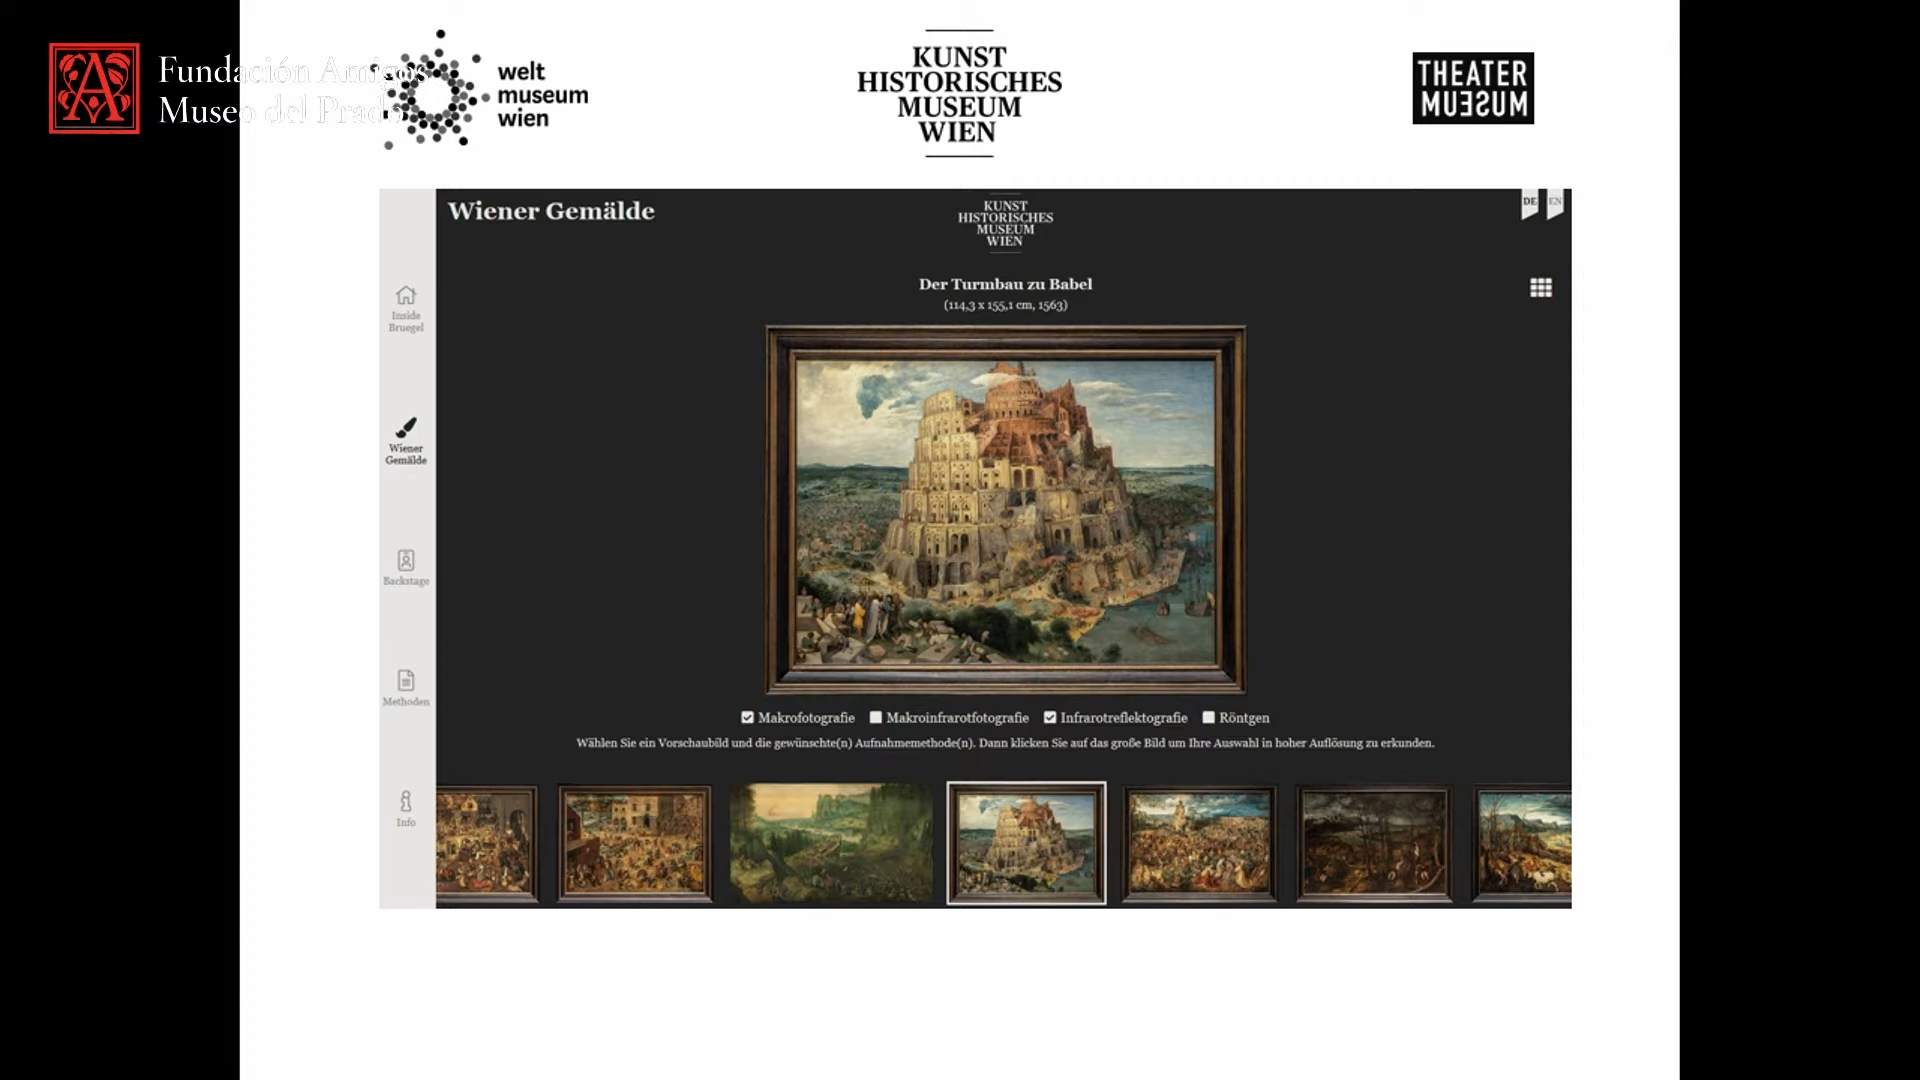 Fundación Amigos
Museo del Prado
welt
museum
wien
KUNST
HISTORISCHES
MUSEUM
WIEN
THEATER
MUSEUM
Wiener Gemälde
KUNST
HISTORISCHES
MUSEUM
WIEN
DE EN
Der Turmbau zu Babel
(114,3 x 155,1 cm, 1563)
Inside
Bruegel
Wiener
Gemälde
Backstage
Methoden
Info
Makrofotografie Makroinfrarotfotografie Infrarotreflektografie Röntgen
Wählen Sie ein Vorschaubild und die gewünschte(n) Aufnahmemethode(n). Dann klicken Sie auf das große Bild um Ihre Auswahl in hoher Auflösung zu erkunden.